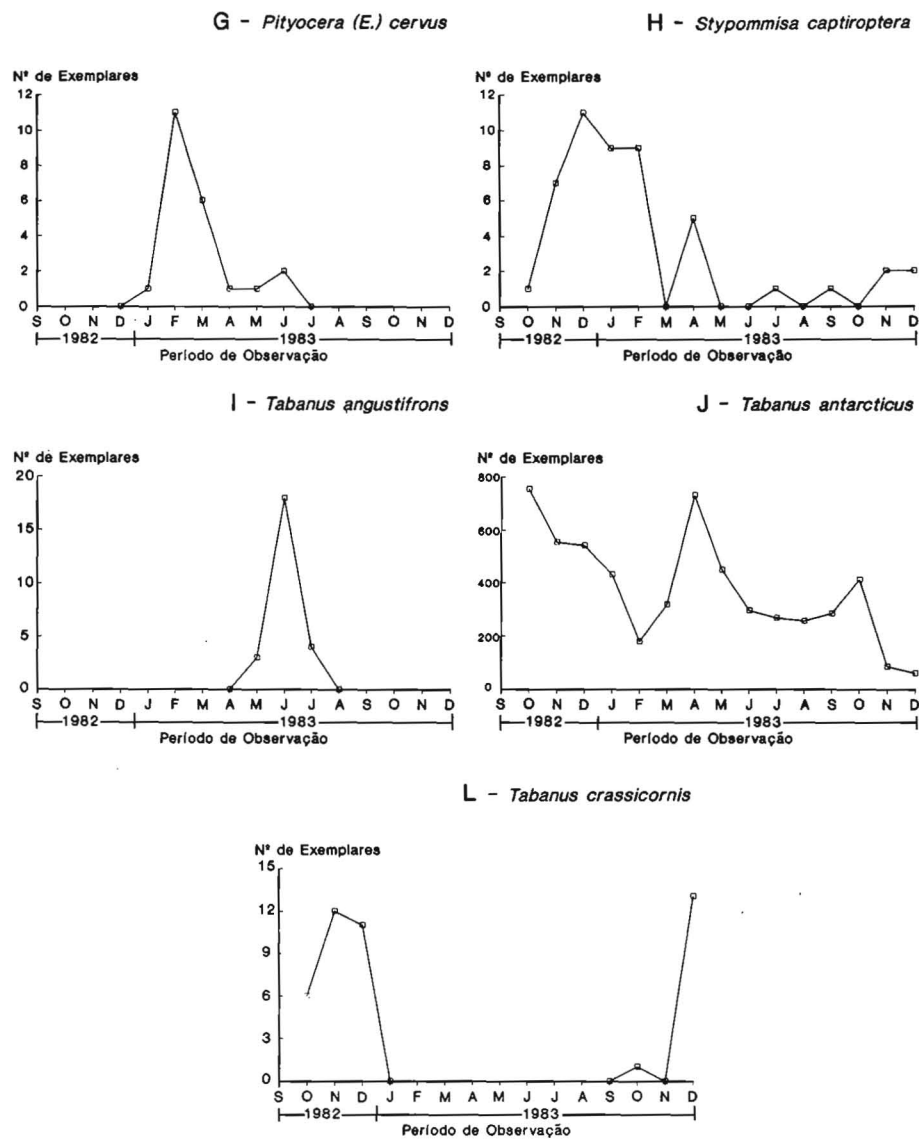 G - Pityocera (E.) cervus
Nº de Exemplares
12
10
8
6
4
2
0
S O N D J F M A M J J A S O N D
1982 1983
Período de Observação
H - Stypommisa captiroptera
Nº de Exemplares
12
10
8
6
4
2
0
S O N D J F M A M J J A S O N D
1982 1983
Período de Observação
I - Tabanus angustifrons
Nº de Exemplares
20
15
10
5
0
S O N D J F M A M J J A S O N D
1982 1983
Período de Observação
J - Tabanus antarcticus
Nº de Exemplares
800
600
400
200
0
S O N D J F M A M J J A S O N D
1982 1983
Período de Observação
L - Tabanus crassicornis
Nº de Exemplares
15
12
9
6
3
0
S O N D J F M A M J J A S O N D
1982 1983
Período de Observação